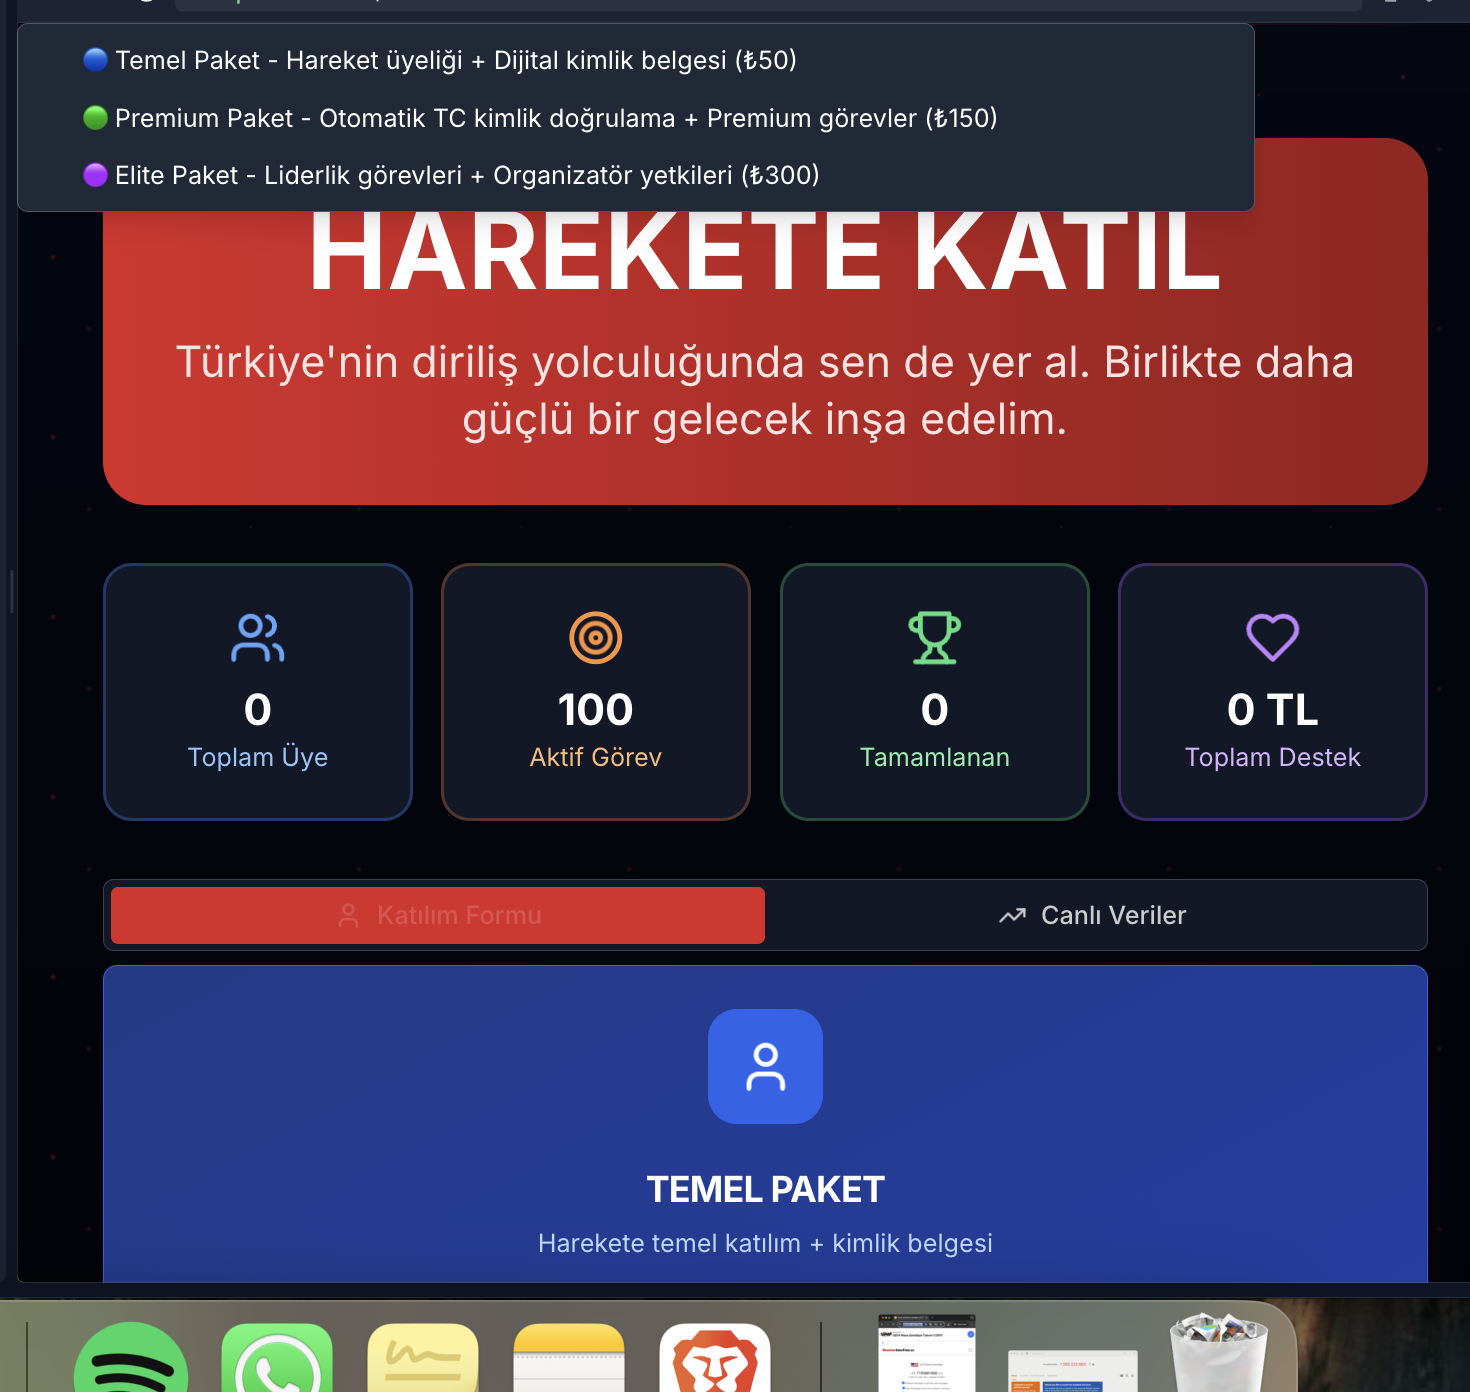 Temel Paket - Hareket üyeliği + Dijital kimlik belgesi (₺50)
Premium Paket - Otomatik TC kimlik doğrulama + Premium görevler (₺150)
Elite Paket - Liderlik görevleri + Organizatör yetkileri (₺300)
HAREKETE KATIL
Türkiye'nin diriliş yolculuğunda sen de yer al. Birlikte daha
güçlü bir gelecek inşa edelim.
0
Toplam Üye
100
Aktif Görev
0
Tamamlanan
0 TL
Toplam Destek
Katılım Formu
Canlı Veriler
TEMEL PAKET
Harekete temel katılım + kimlik belgesi